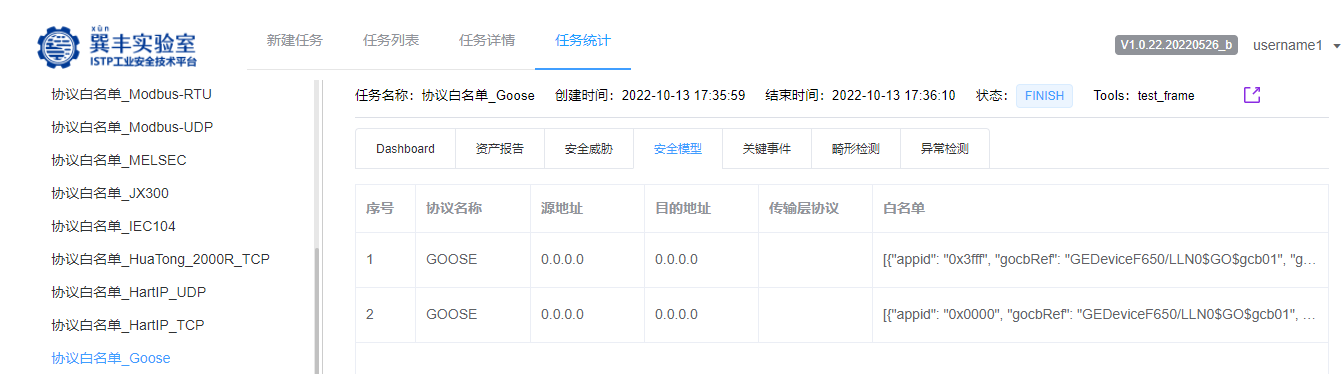 xùn
巽丰实验室
ISTP工业安全技术平台
新建任务 任务列表 任务详情 任务统计
V1.0.22.20220526_b username1
协议白名单_Modbus-RTU
协议白名单_Modbus-UDP
协议白名单_MELSEC
协议白名单_JX300
协议白名单_IEC104
协议白名单_HuaTong_2000R_TCP
协议白名单_HartIP_UDP
协议白名单_HartIP_TCP
协议白名单_Goose
任务名称：协议白名单_Goose 创建时间：2022-10-13 17:35:59 结束时间：2022-10-13 17:36:10 状态： FINISH Tools：test_frame
Dashboard 资产报告 安全威胁 安全模型 关键事件 畸形检测 异常检测
序号 协议名称 源地址 目的地址 传输层协议 白名单
1 GOOSE 0.0.0.0 0.0.0.0 [{"appid": "0x3fff", "gocbRef": "GEDeviceF650/LLN0$GO$gcb01", "g...
2 GOOSE 0.0.0.0 0.0.0.0 [{"appid": "0x0000", "gocbRef": "GEDeviceF650/LLN0$GO$gcb01", ...